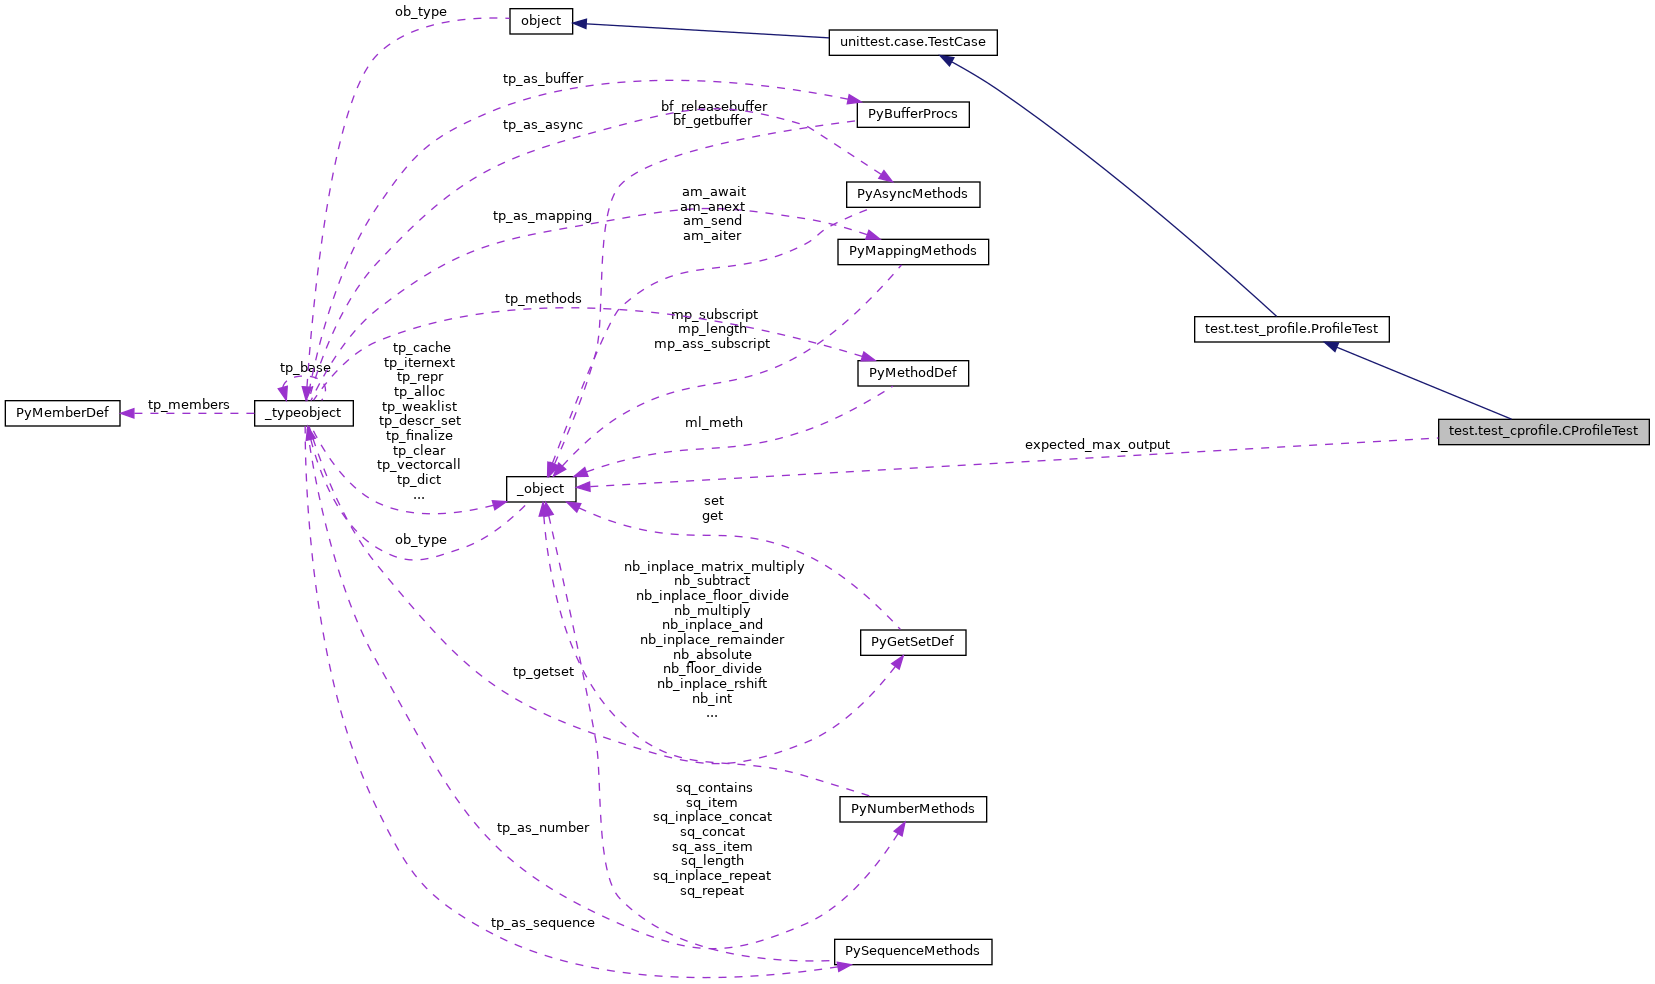 ob_type
object
unittest.case.TestCase
tp_as_buffer
bf_releasebuffer
bf_getbuffer
PyBufferProcs
tp_as_async
am_await
am_anext
am_send
am_aiter
PyAsyncMethods
tp_as_mapping
PyMappingMethods
tp_methods
mp_subscript
mp_length
mp_ass_subscript
test.test_profile.ProfileTest
tp_base
tp_cache
tp_iternext
tp_repr
tp_alloc
tp_weaklist
tp_descr_set
tp_finalize
tp_clear
tp_vectorcall
tp_dict
...
PyMethodDef
PyMemberDef
tp_members
_typeobject
ml_meth
test.test_cprofile.CProfileTest
expected_max_output
_object
set
get
ob_type
nb_inplace_matrix_multiply
nb_subtract
nb_inplace_floor_divide
nb_multiply
nb_inplace_and
nb_inplace_remainder
nb_absolute
nb_floor_divide
nb_inplace_rshift
nb_int
...
PyGetSetDef
tp_getset
PyNumberMethods
sq_contains
sq_item
sq_inplace_concat
sq_concat
sq_ass_item
sq_length
sq_inplace_repeat
sq_repeat
tp_as_number
tp_as_sequence
PySequenceMethods